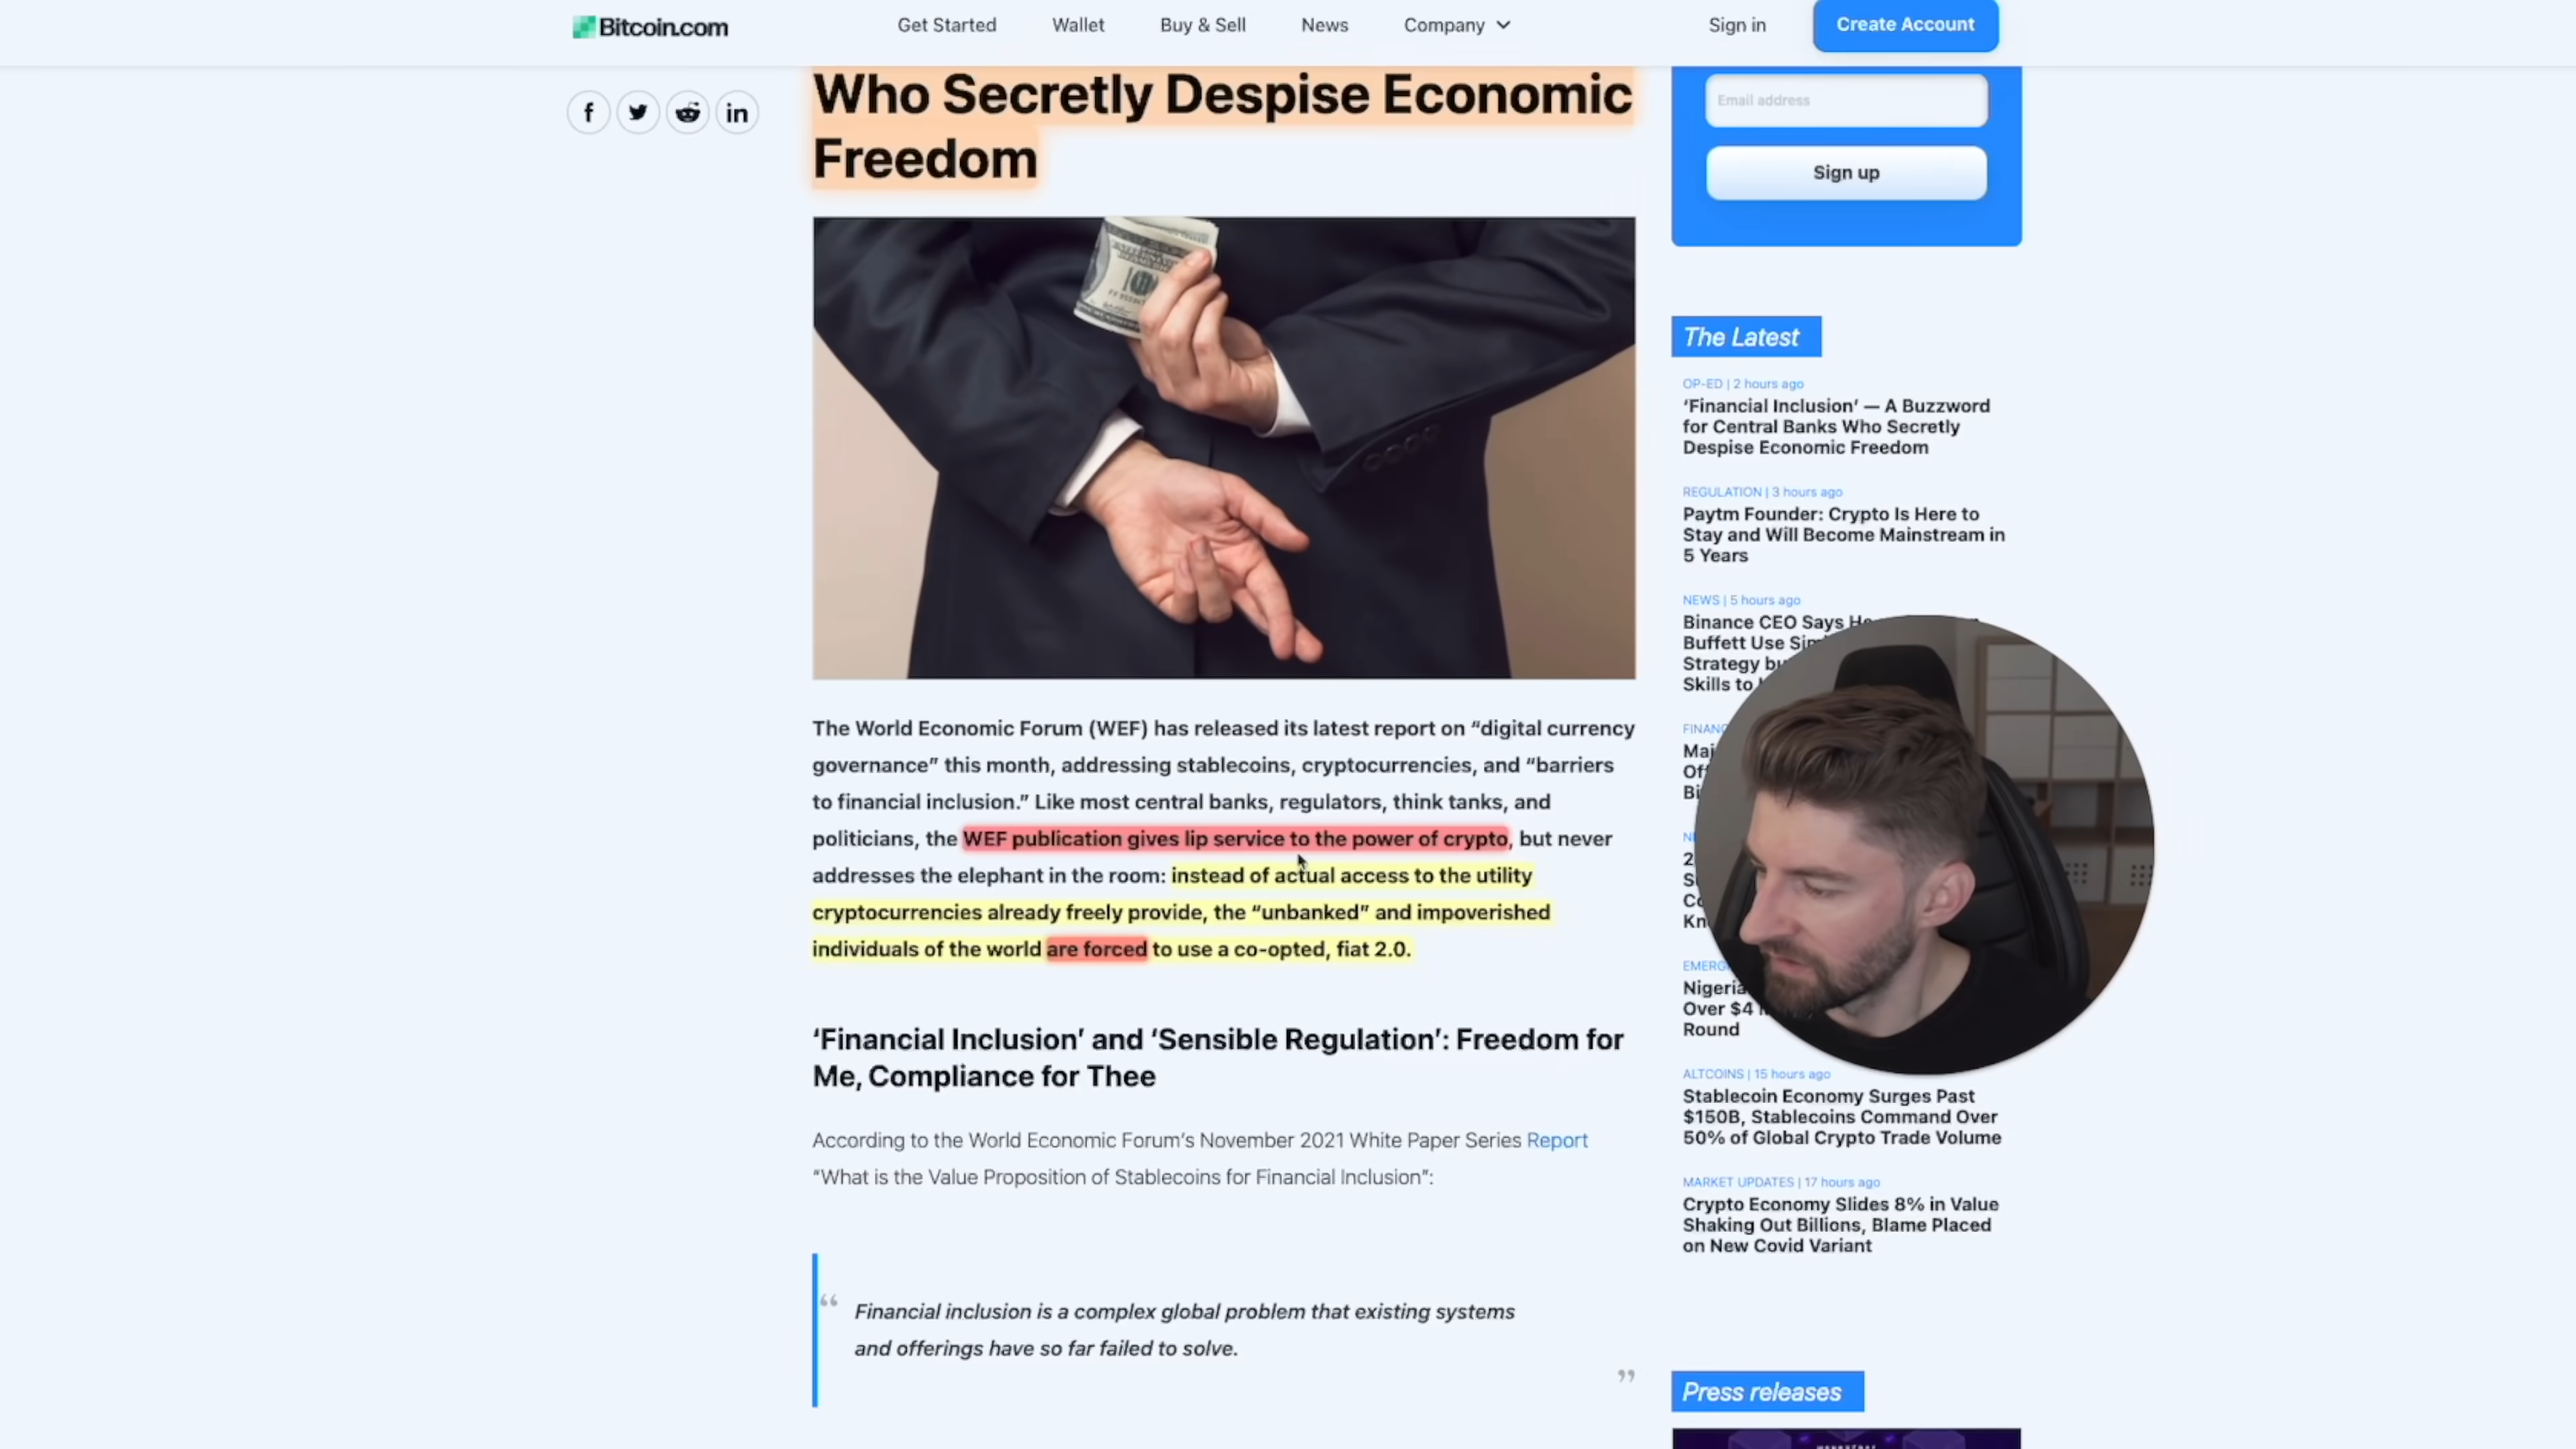 Bitcoin.com
Get Started
Wallet
Buy & Sell
News
Company
Sign in
Create Account
Who Secretly Despise Economic
Freedom
f
in
100
The World Economic Forum (WEF) has released its latest report on “digital currency
governance” this month, addressing stablecoins, cryptocurrencies, and “barriers
to financial inclusion.” Like most central banks, regulators, think tanks, and
politicians, the WEF publication gives lip service to the power of crypto, but never
addresses the elephant in the room: instead of actual access to the utility
cryptocurrencies already freely provide, the “unbanked” and impoverished
individuals of the world are forced to use a co-opted, fiat 2.0.
‘Financial Inclusion’ and ‘Sensible Regulation’: Freedom for
Me, Compliance for Thee
According to the World Economic Forum’s November 2021 White Paper Series Report
“What is the Value Proposition of Stablecoins for Financial Inclusion”:
“
Financial inclusion is a complex global problem that existing systems
and offerings have so far failed to solve.
”
Email address
Sign up
The Latest
OP-ED | 2 hours ago
‘Financial Inclusion’ — A Buzzword
for Central Banks Who Secretly
Despise Economic Freedom
REGULATION | 3 hours ago
Paytm Founder: Crypto Is Here to
Stay and Will Become Mainstream in
5 Years
NEWS | 5 hours ago
Binance CEO Says
Buffett Use
Strategy
Skills to
Nigeria
Over $4
Round
ALTCOINS | 15 hours ago
Stablecoin Economy Surges Past
$150B, Stablecoins Command Over
50% of Global Crypto Trade Volume
MARKET UPDATES | 17 hours ago
Crypto Economy Slides 8% in Value
Shaking Out Billions, Blame Placed
on New Covid Variant
Press releases